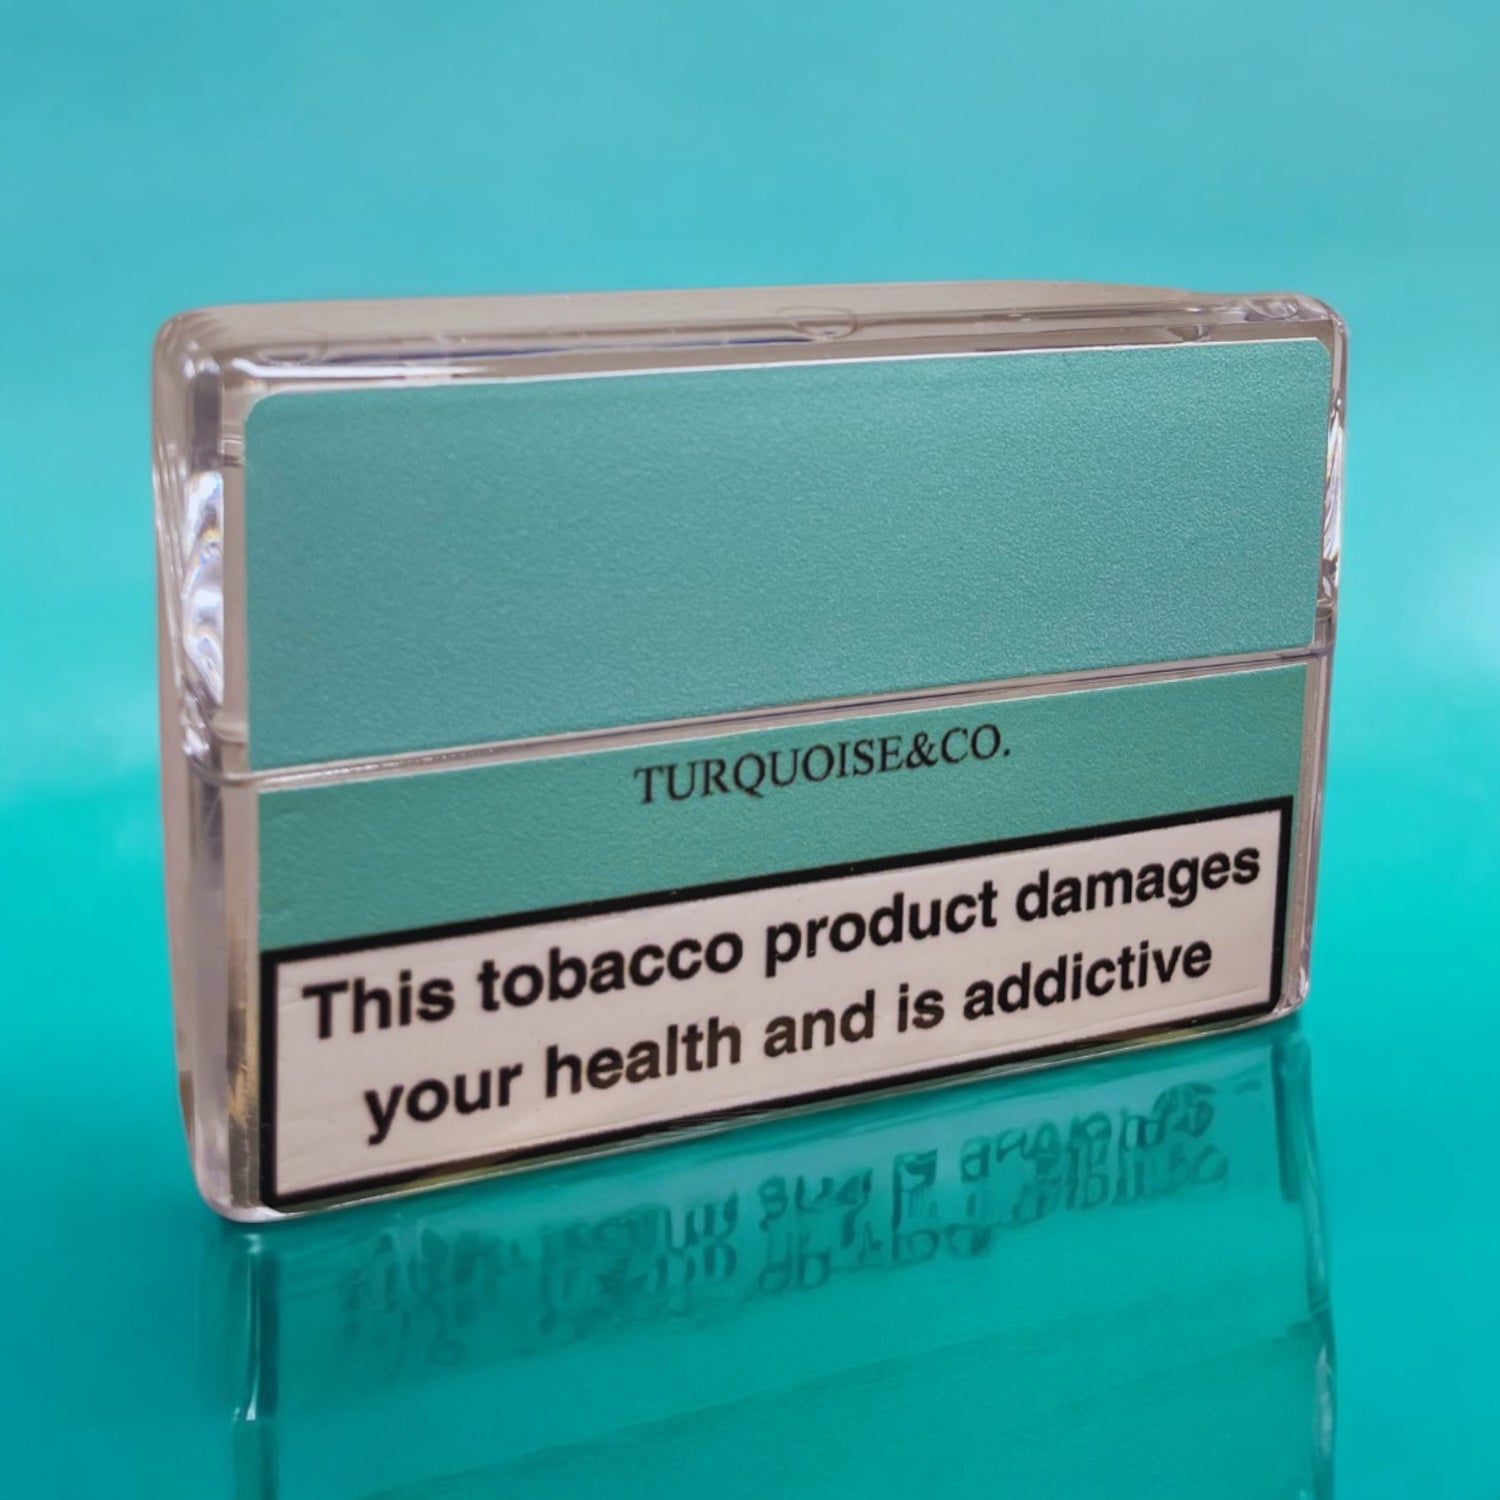 TURQUOISE&CO.
This tobacco product damages
your health and is addictive